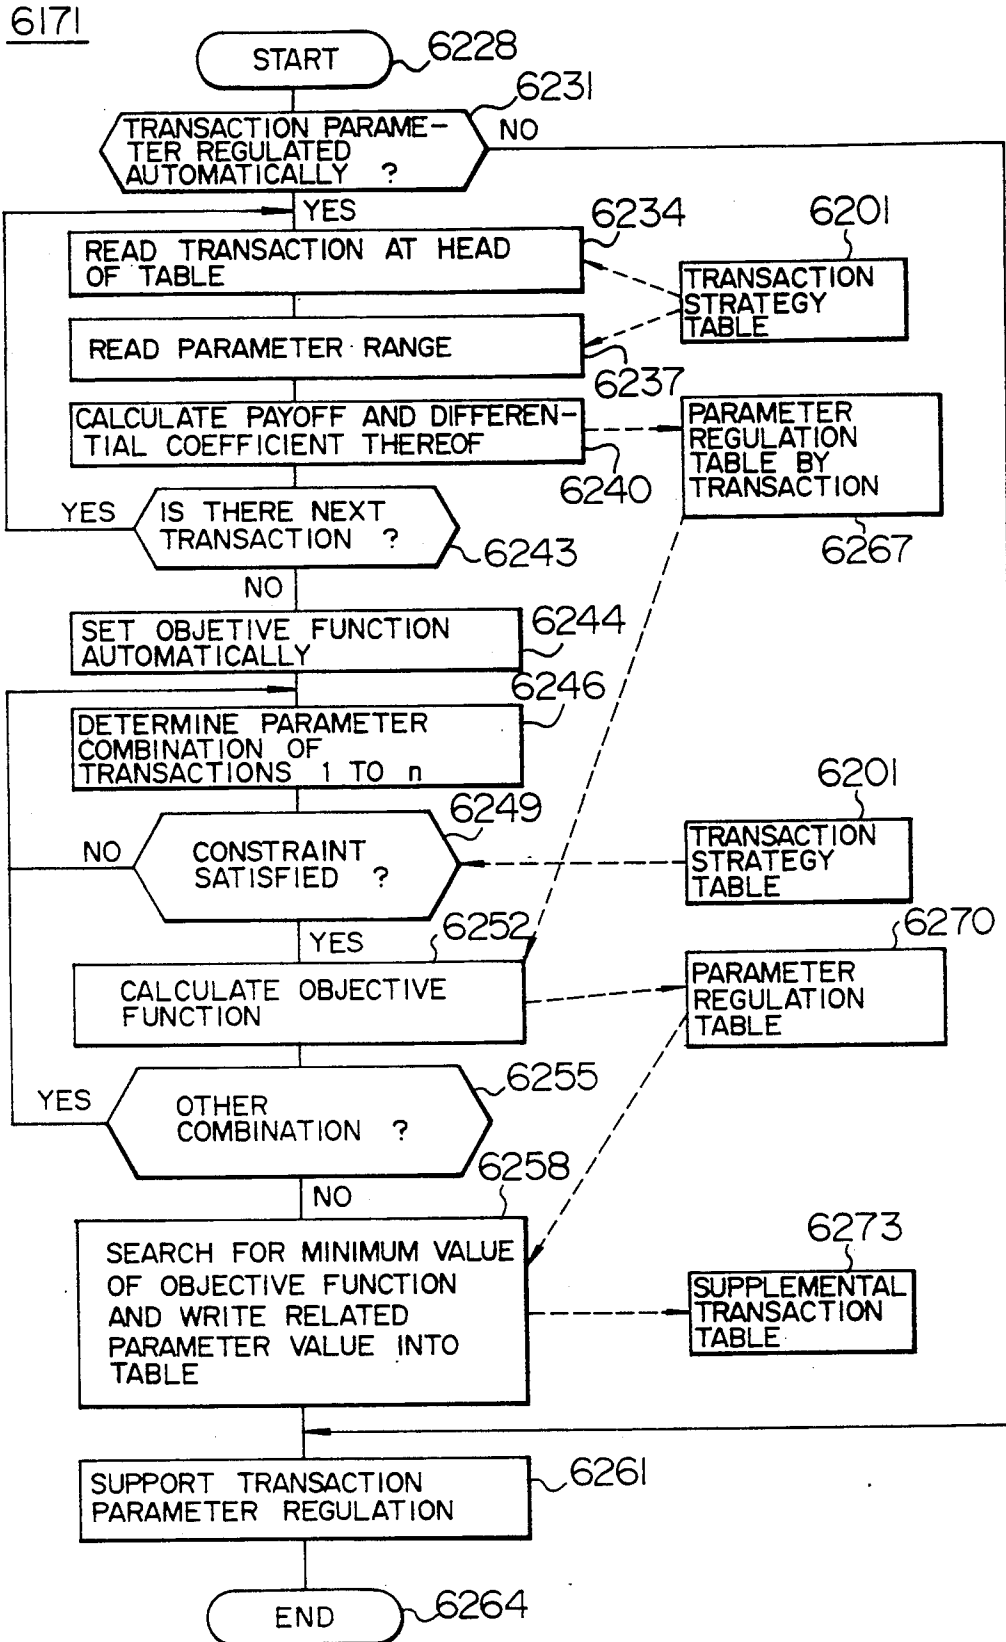 6171
START
6228
6231
TRANSACTION PARAME-
TER REGULATED
AUTOMATICALLY ?
NO
YES
6234
READ TRANSACTION AT HEAD
OF TABLE
6201
TRANSACTION
STRATEGY
TABLE
READ PARAMETER RANGE
6237
CALCULATE PAYOFF AND DIFFEREN-
TIAL COEFFICIENT THEREOF
6240
PARAMETER
REGULATION
TABLE BY
TRANSACTION
6267
YES
IS THERE NEXT
TRANSACTION ?
6243
NO
SET OBJETIVE FUNCTION
AUTOMATICALLY
6244
6246
DETERMINE PARAMETER
COMBINATION OF
TRANSACTIONS 1 TO n
6249
NO
CONSTRAINT
SATISFIED ?
6201
TRANSACTION
STRATEGY
TABLE
YES
6252
CALCULATE OBJECTIVE
FUNCTION
6270
PARAMETER
REGULATION
TABLE
YES
OTHER
COMBINATION ?
6255
NO
6258
SEARCH FOR MINIMUM VALUE
OF OBJECTIVE FUNCTION
AND WRITE RELATED
PARAMETER VALUE INTO
TABLE
6273
SUPPLEMENTAL
TRANSACTION
TABLE
SUPPORT TRANSACTION
PARAMETER REGULATION
6261
END
6264